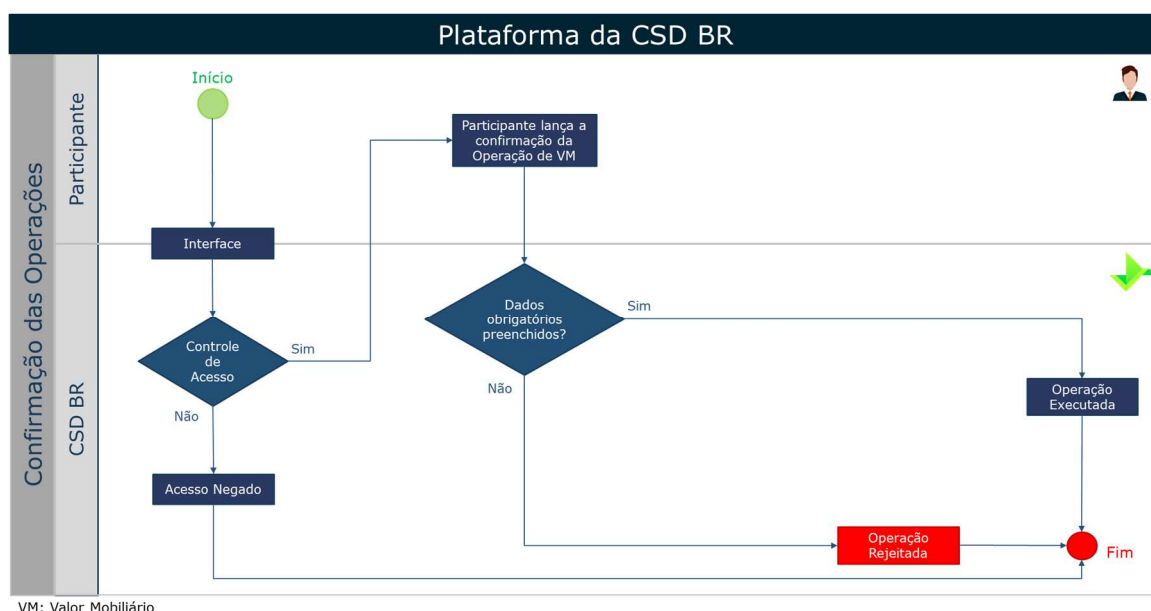 Plataforma da CSD BR
Confirmação das Operações
Participante
CSD BR
Início
Participante lança a
confirmação da
Operação de VM
Interface
Controle
de
Acesso
Sim
Não
Acesso Negado
Dados
obrigatórios
preenchidos?
Sim
Não
Operação
Executada
Operação
Rejeitada
Fim
VM: Valor Mobiliário